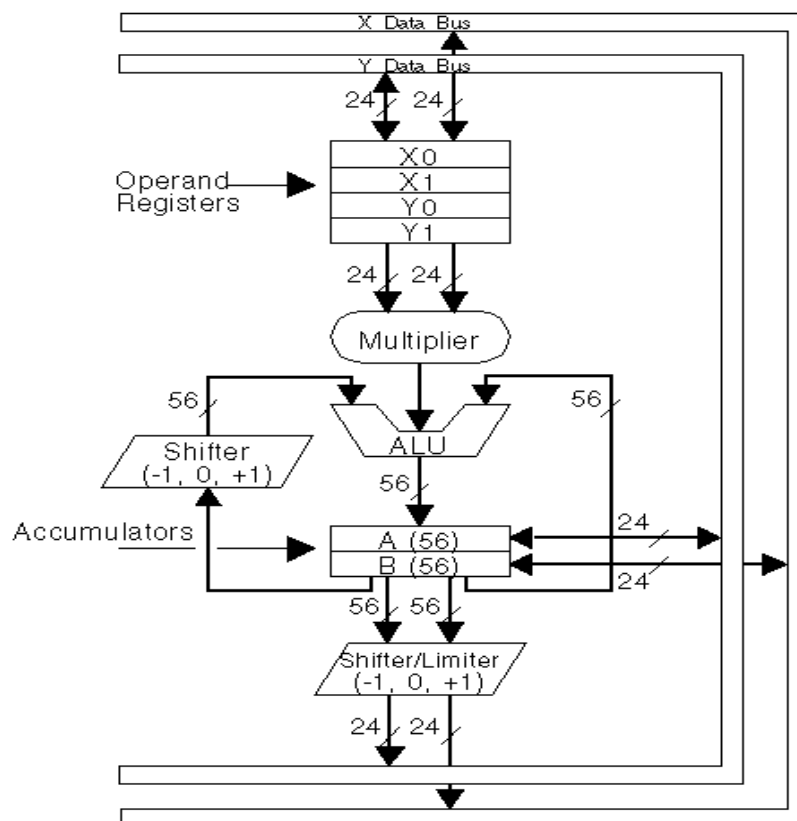 X Data Bus
Y Data Bus
24 24
X0
Operand
Registers
X1
Y0
Y1
24 24
Multiplier
56
56
Shifter
(-1, 0, +1)
ALU
56
Accumulators
A (56)
24
B (56)
24
56 56
Shifter/Limiter
(-1, 0, +1)
24 24